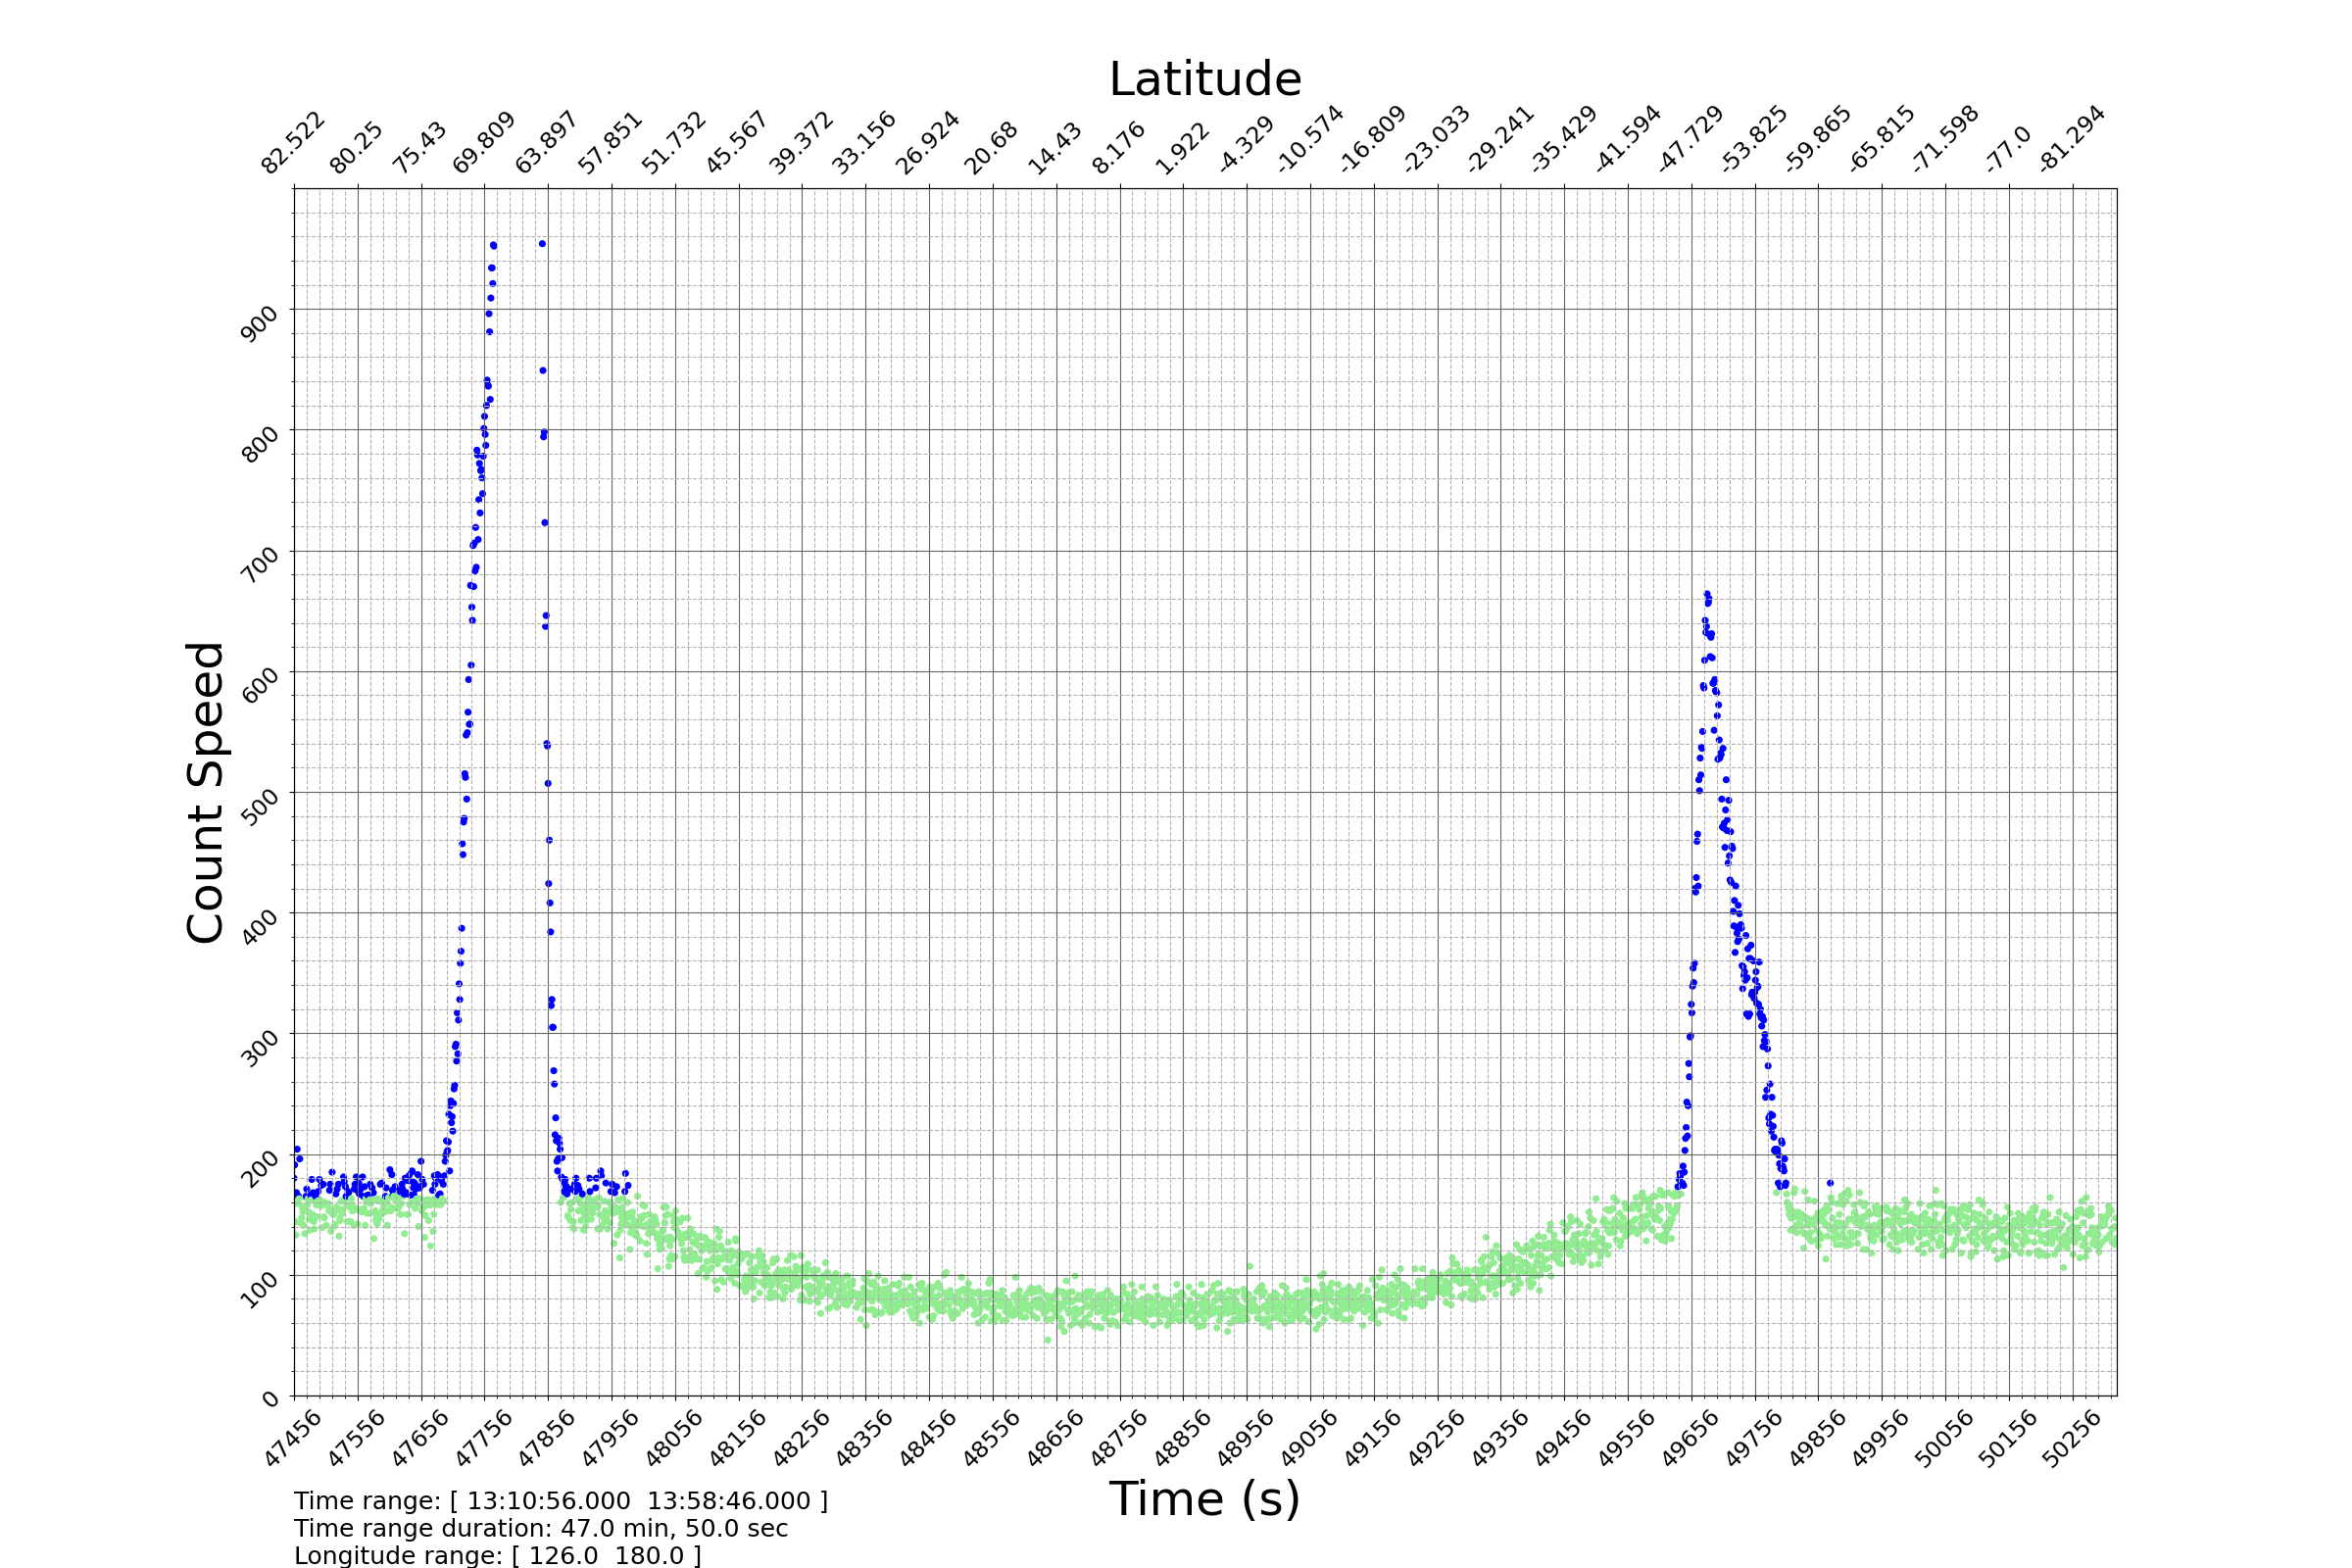 Latitude
82.522 80.25 75.43 69.809 63.897 57.851 51.732 45.567 39.372 33.156 26.924 20.68 14.43 8.176 1.922 -4.329 -10.574 -16.809 -23.033 -29.241 -35.429 -41.594 -47.729 -53.825 -59.865 -65.815 -71.598 -77.0 -81.294
Count Speed
900
800
700
600
500
400
300
200
100
0
47456 47556 47656 47756 47856 47956 48056 48156 48256 48356 48456 48556 48656 48756 48856 48956 49056 49156 49256 49356 49456 49556 49656 49756 49856 49956 50056 50156 50256
Time (s)
Time range: [ 13:10:56.000  13:58:46.000 ]
Time range duration: 47.0 min, 50.0 sec
Longitude range: [ 126.0  180.0 ]